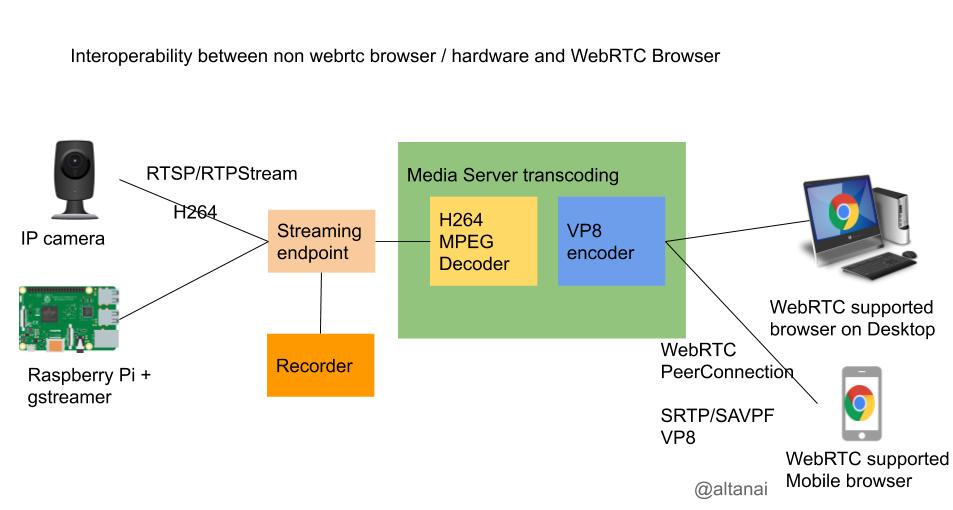 Interoperability between non webrtc browser / hardware and WebRTC Browser
RTSP/RTPStream
H264
IP camera
Raspberry Pi +
gstreamer
Streaming
endpoint
Recorder
Media Server transcoding
H264
MPEG
Decoder
VP8
encoder
WebRTC supported
browser on Desktop
WebRTC
PeerConnection
SRTP/SAVPF
VP8
WebRTC supported
Mobile browser
@altanai